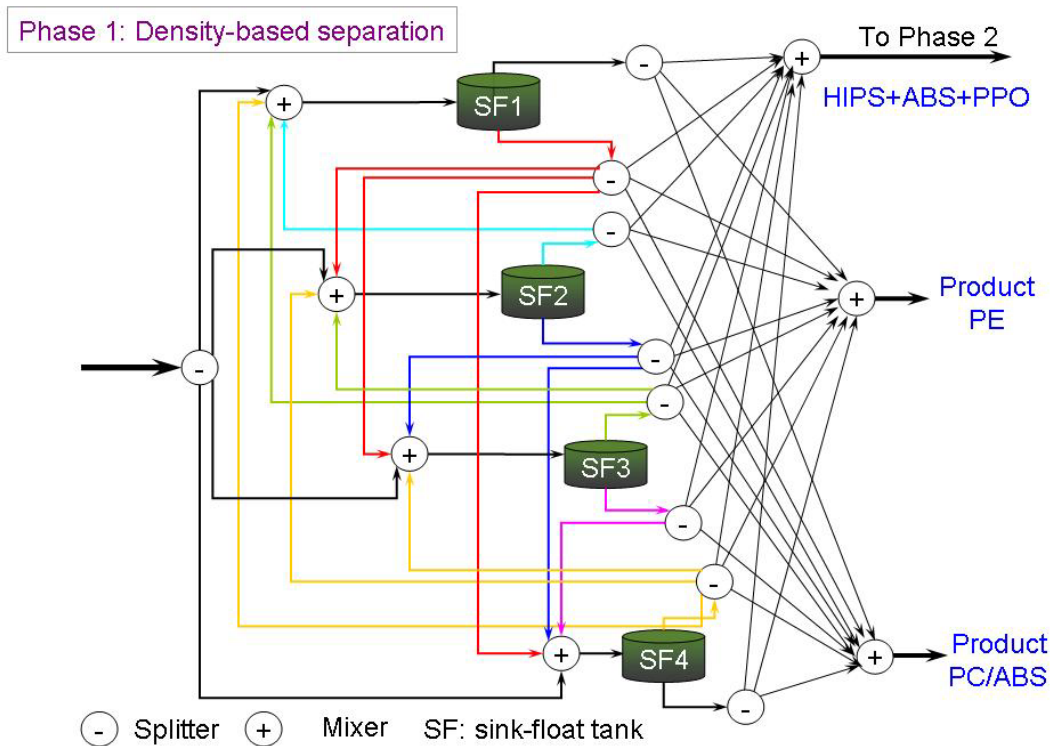 Phase 1: Density-based separation
To Phase 2
HIPS+ABS+PPO
+
+
-
SF1
-
-
+
SF2
Product
PE
+
-
-
-
+
SF3
-
-
+
SF4
+
Product
PC/ABS
-
- Splitter + Mixer SF: sink-float tank